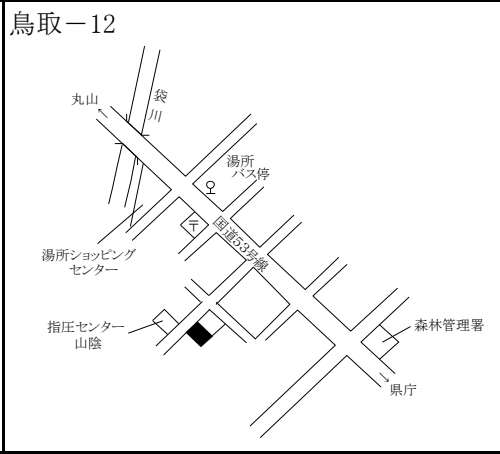 鳥取－12
丸山
←
袋
川
湯所
バス停
〒
国道53号線
湯所ショッピング
センター
指圧センター
山陰
森林管理署
→
県庁